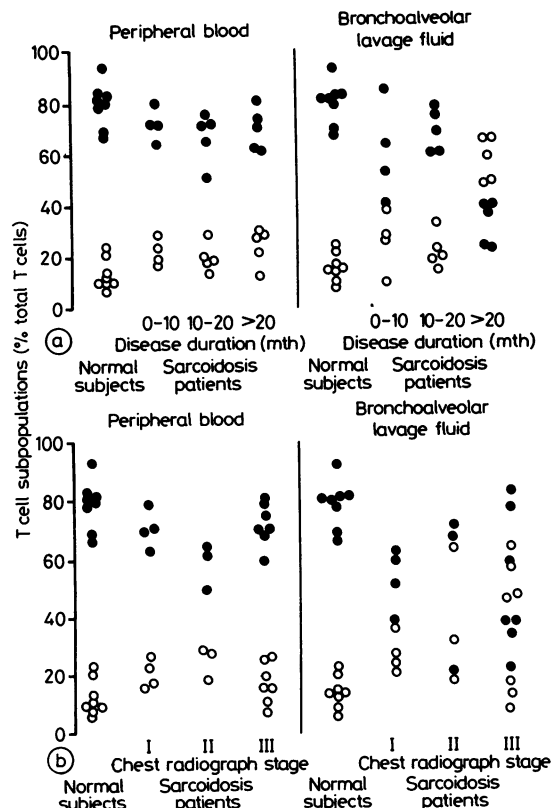 Peripheral blood
Bronchoalveolar
lavage fluid
100
80
60
40
20
0
T cell subpopulations (% total T cells)
0-10 10-20 >20
0-10 10-20 >20
a
Disease duration (mth)
Disease duration (mth)
Normal
subjects
Sarcoidosis
patients
Normal
subjects
Sarcoidosis
patients
Peripheral blood
Bronchoalveolar
lavage fluid
100
80
60
40
20
0
I II III
I II III
b
Chest radiograph stage
Chest radiograph stage
Normal
subjects
Sarcoidosis
patients
Normal
subjects
Sarcoidosis
patients